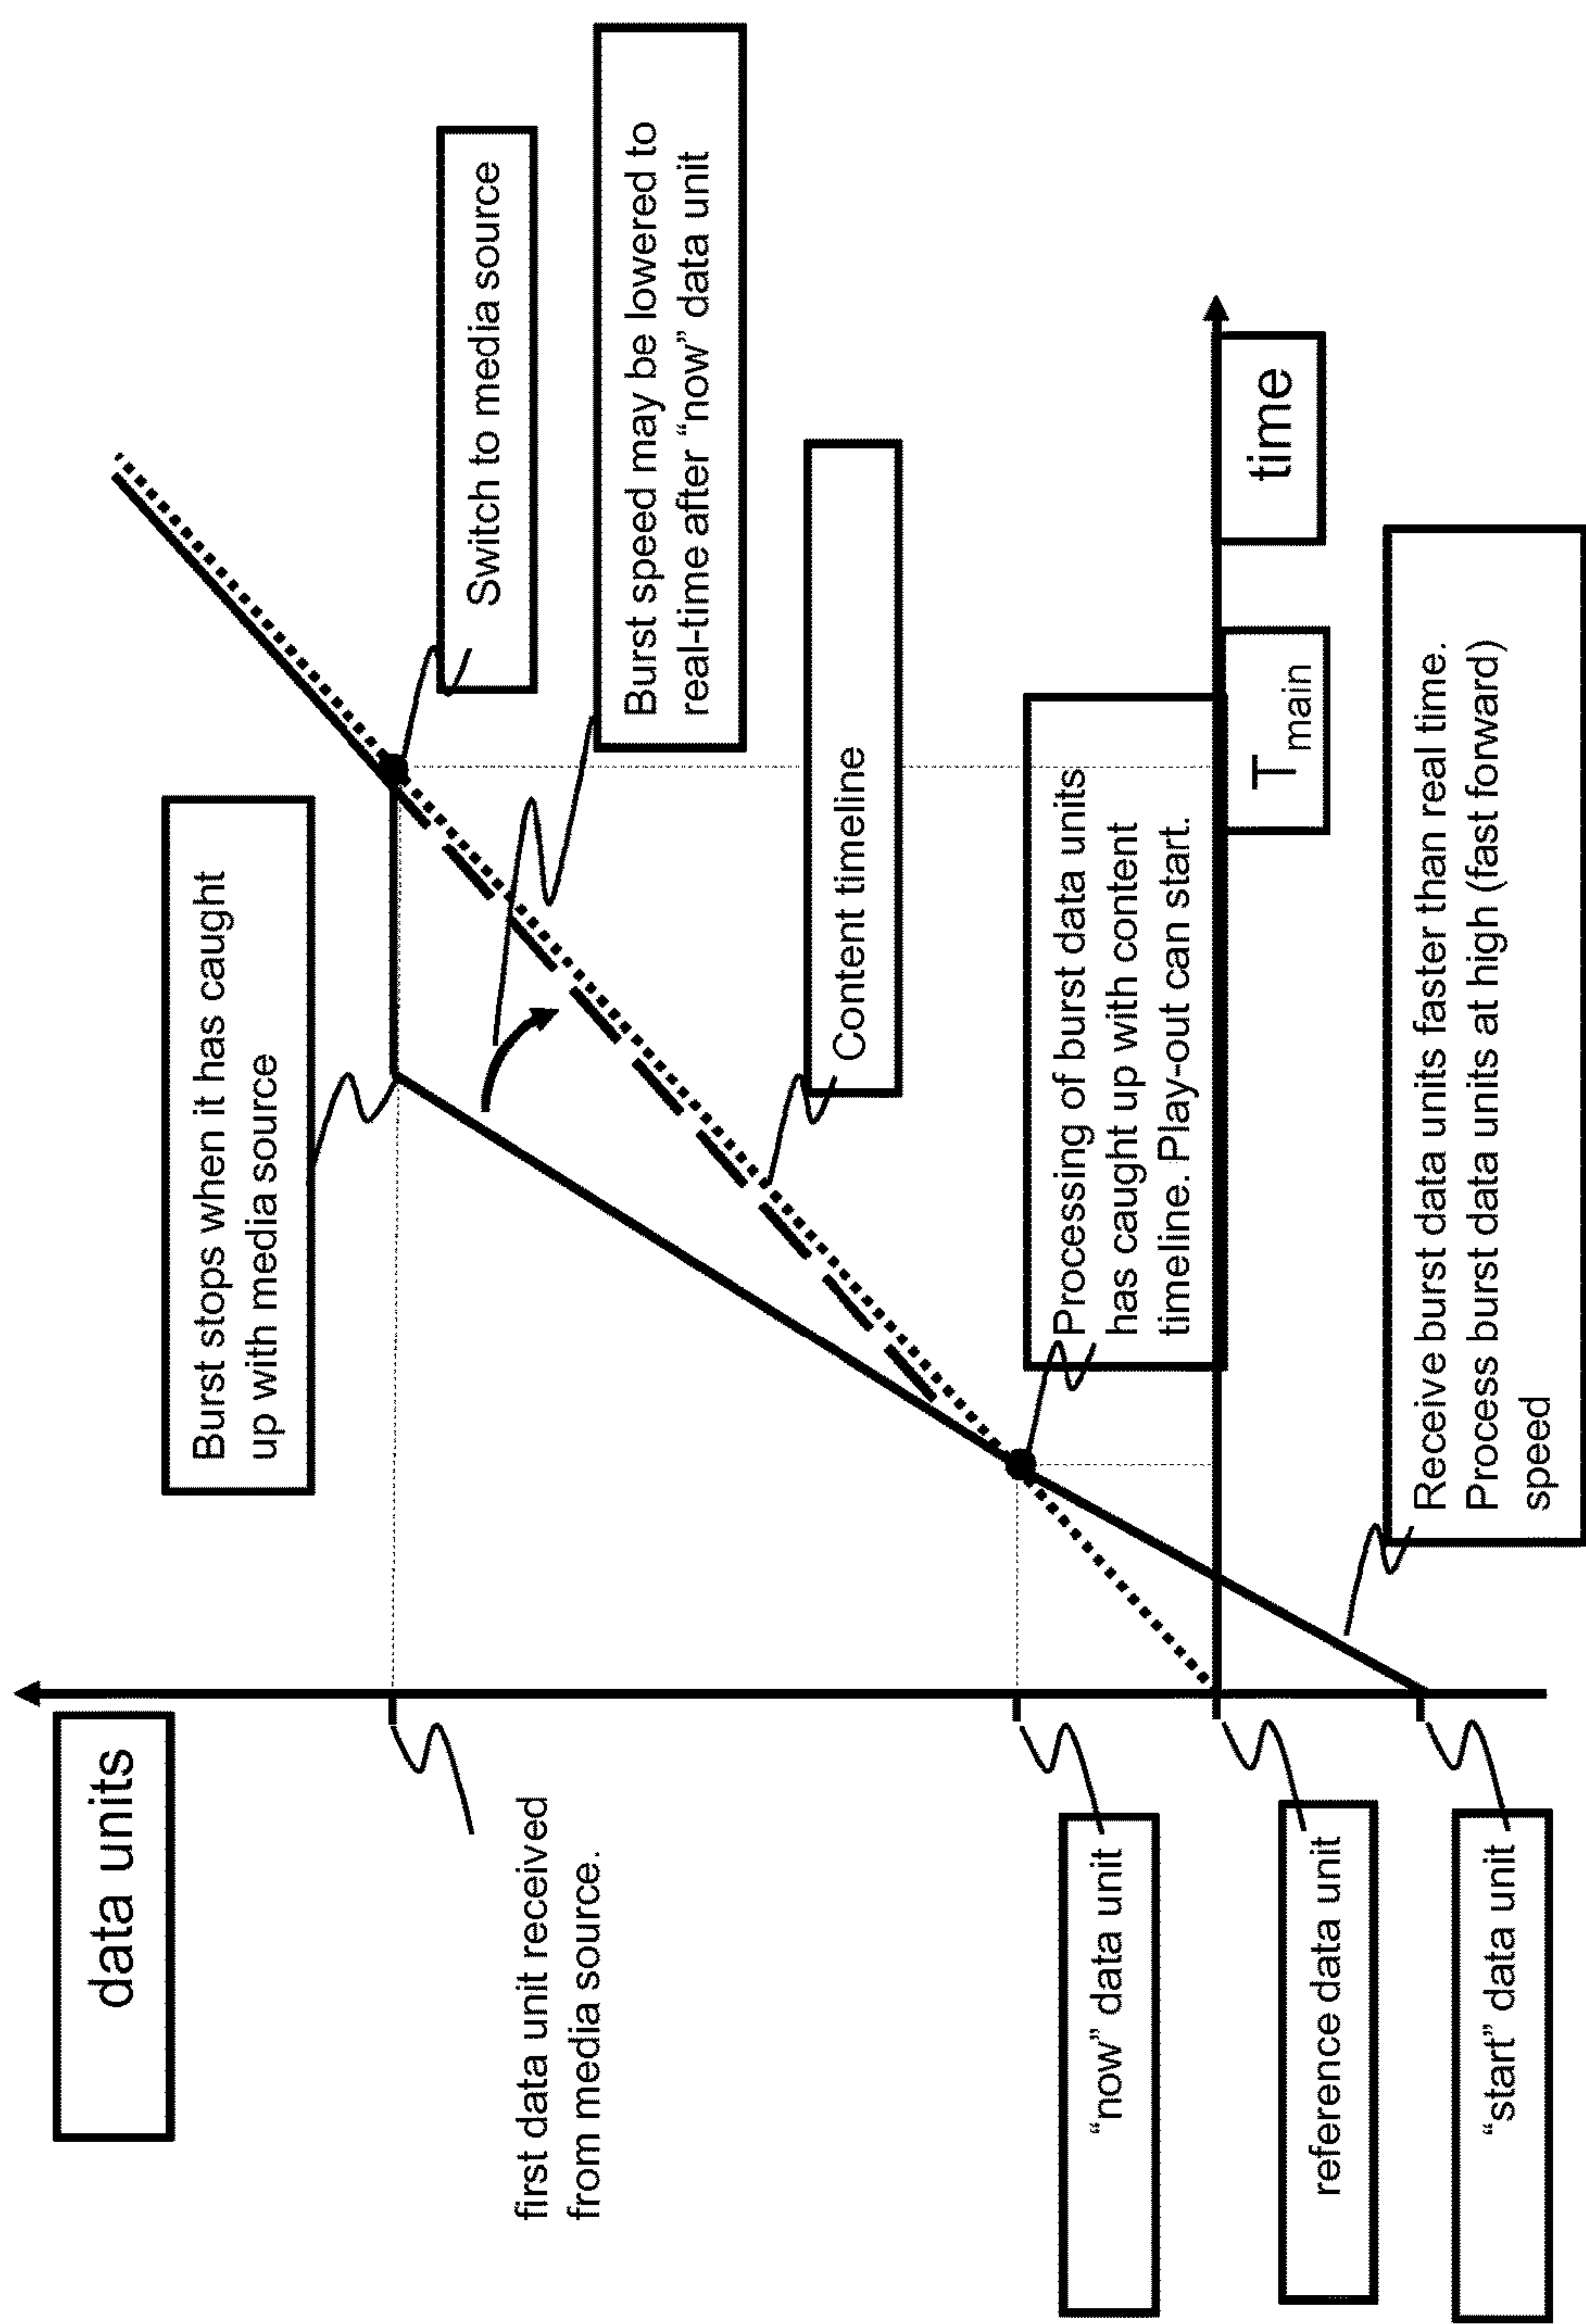 data units
first data unit received
from media source.
“now” data unit
reference data unit
“start” data unit
Burst stops when it has caught
up with media source
Switch to media source
Burst speed may be lowered to
real-time after “now” data unit
Content timeline
Processing of burst data units
has caught up with content
timeline. Play-out can start.
T main
time
Receive burst data units faster than real time.
Process burst data units at high (fast forward)
speed